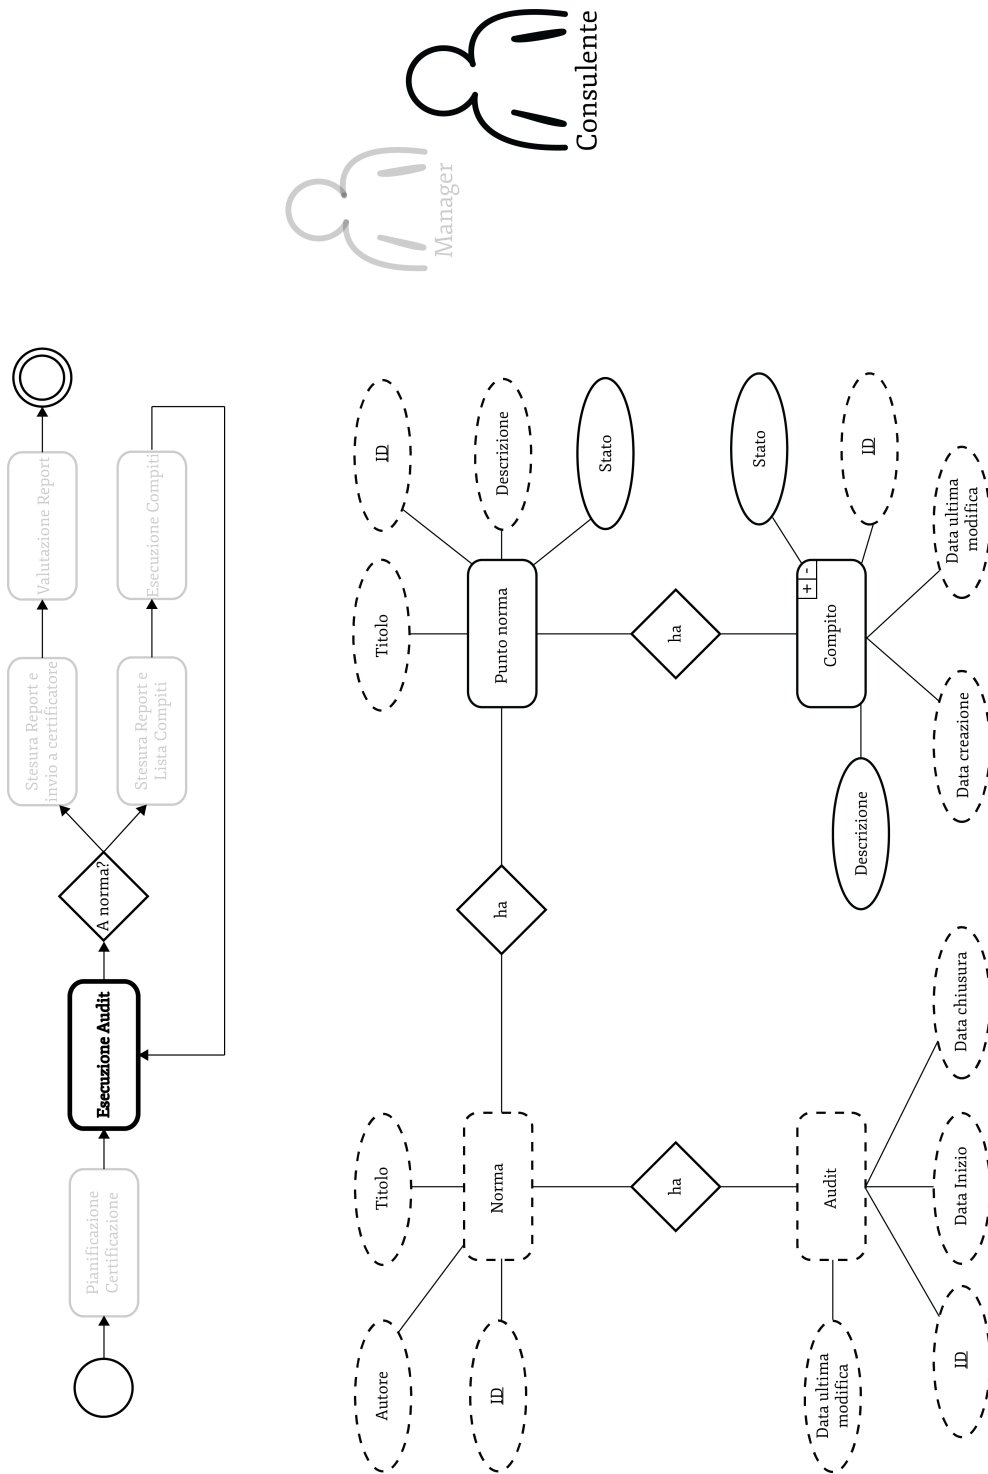 Pianificazione
Certificazione
Esecuzione Audit
A norma?
Stesura Report e
invio a certificatore
Valutazione Report
Stesura Report e
Lista Compiti
Esecuzione Compiti
Manager
Consulente
Autore
Titolo
Titolo
ID
ID
Norma
ha
Punto norma
Descrizione
Stato
ha
ha
Stato
Data ultima
modifica
Audit
Descrizione
+ -
Compito
ID
ID
Data Inizio
Data chiusura
Data creazione
Data ultima
modifica